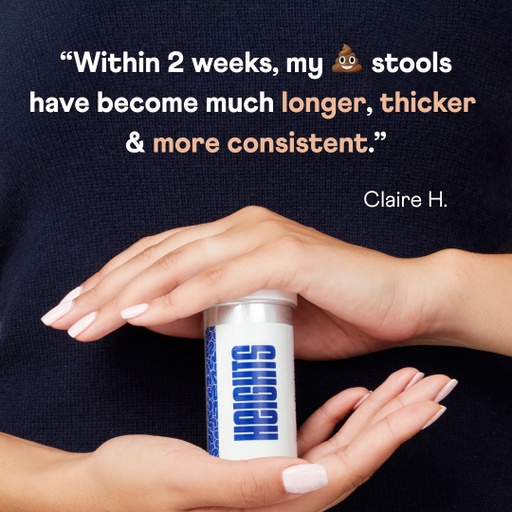 “Within 2 weeks, my 💩 stools
have become much longer, thicker
& more consistent.”
Claire H.
HEIGHTS